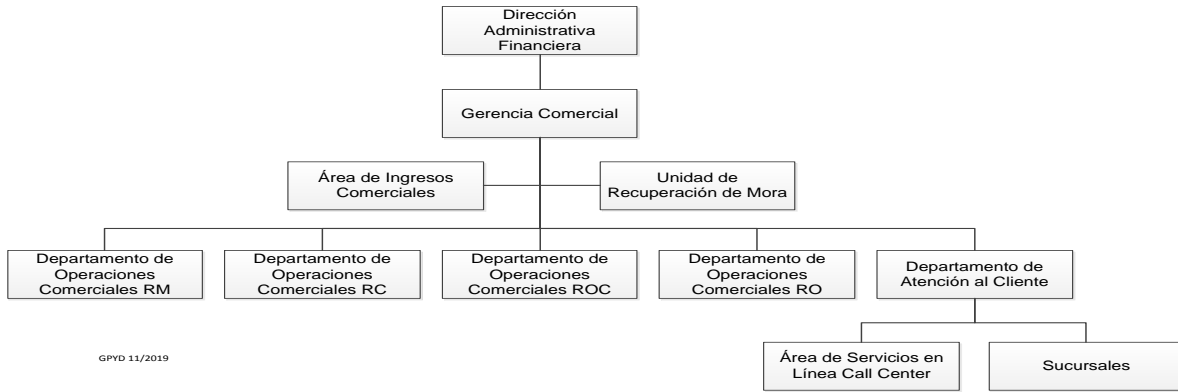 Dirección
Administrativa
Financiera
Gerencia Comercial
Área de Ingresos
Comerciales
Unidad de
Recuperación de Mora
Departamento de
Operaciones
Comerciales RM
Departamento de
Operaciones
Comerciales RC
Departamento de
Operaciones
Comerciales ROC
Departamento de
Operaciones
Comerciales RO
Departamento de
Atención al Cliente
Área de Servicios en
Línea Call Center
Sucursales
GPYD 11/2019